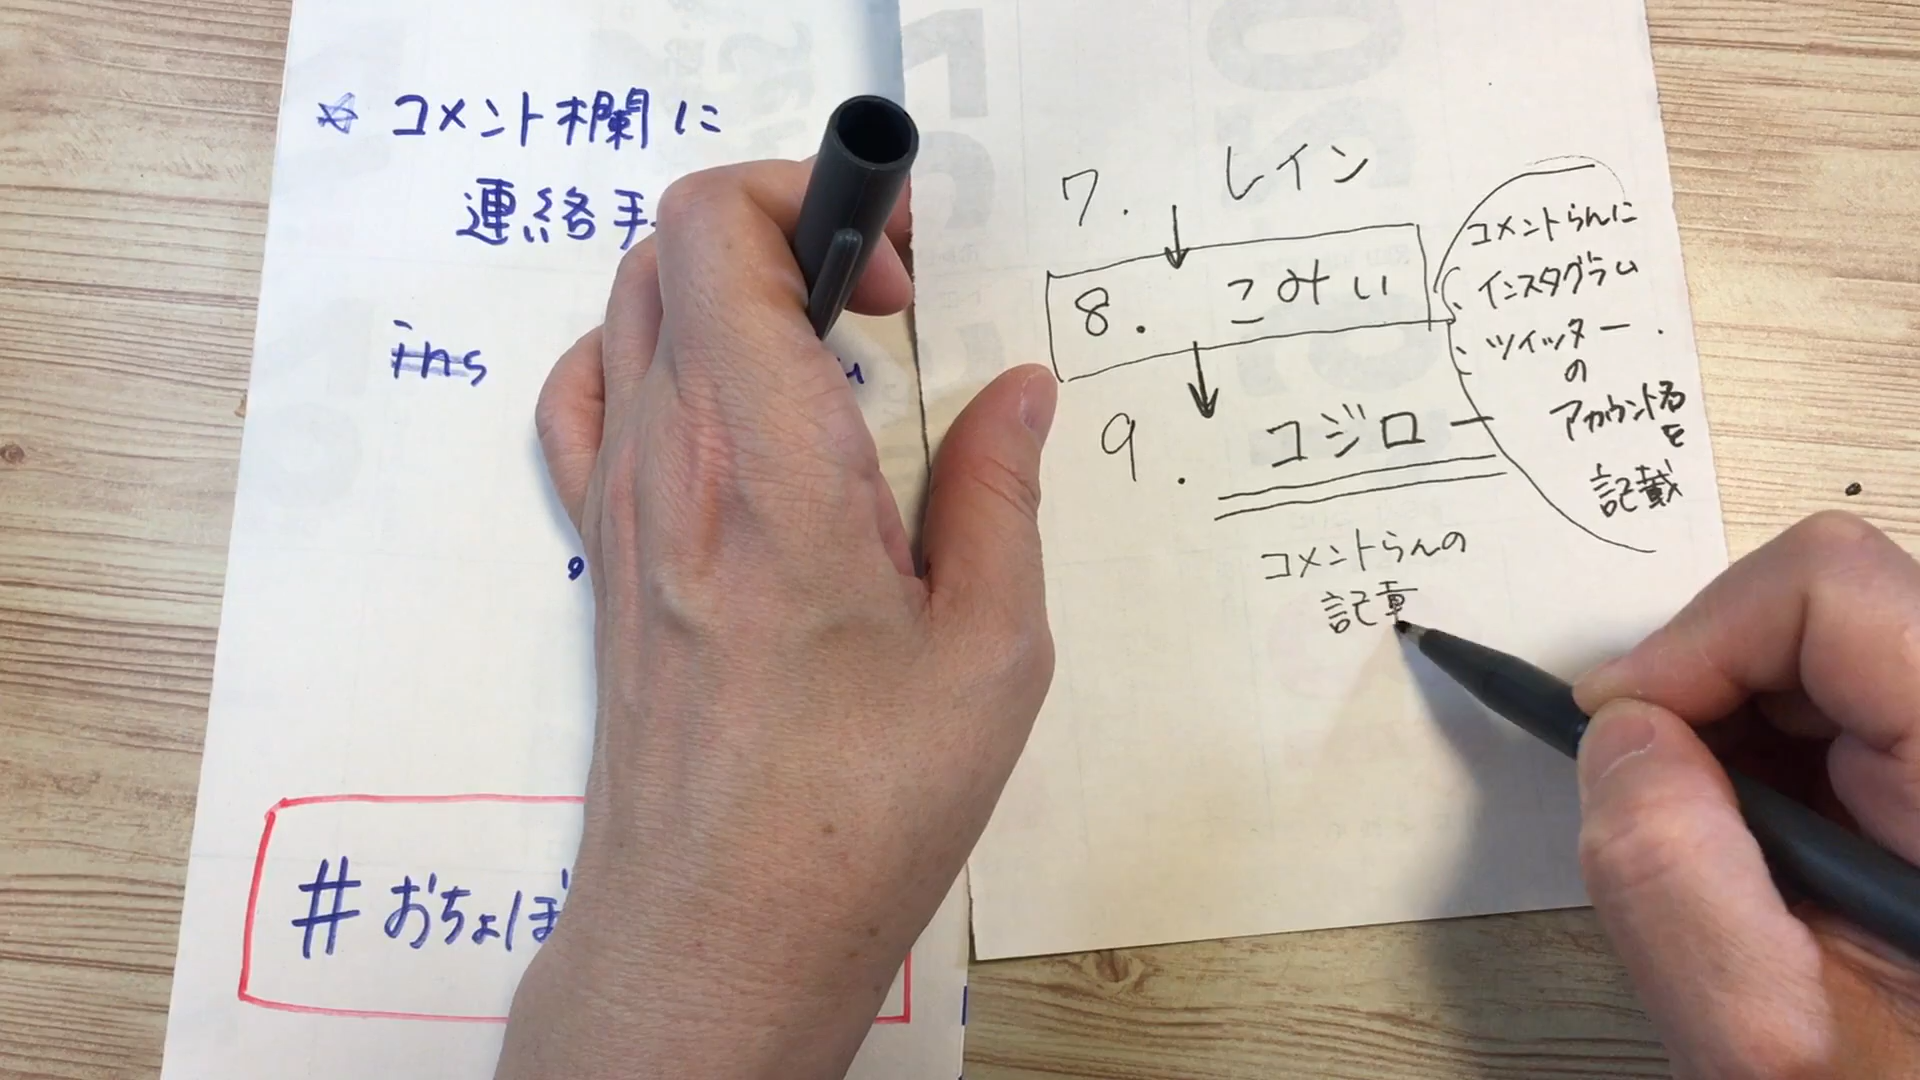 ☆ コメント欄に
連絡手
ins
#おちょぼ
7. レイン
8. こみぃ
9. コジロー
コメントらんの
記
コメントらんに
インスタグラム
ツイッター
の
アカウント名
を
記載